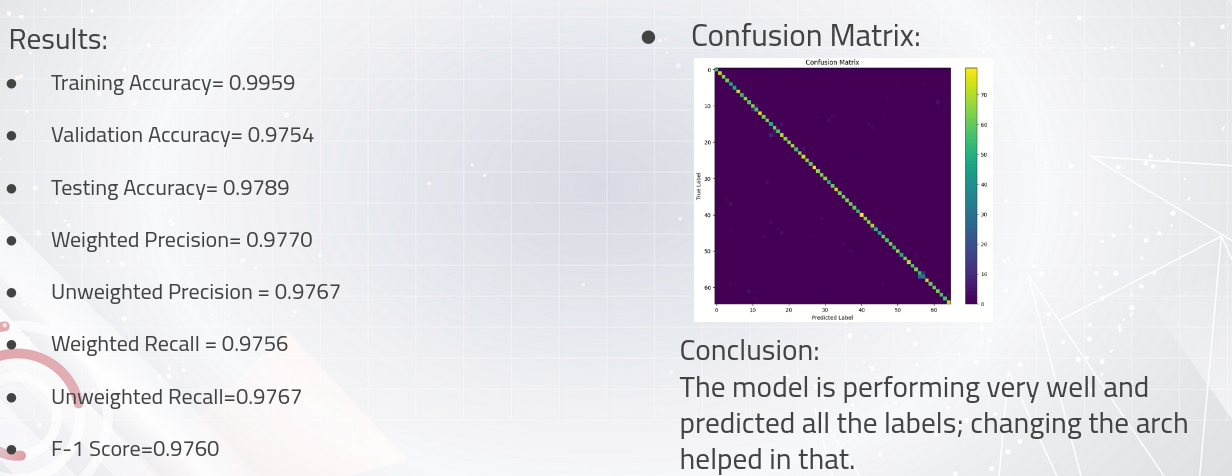 Results:
Training Accuracy= 0.9959
Validation Accuracy= 0.9754
Testing Accuracy= 0.9789
Weighted Precision= 0.9770
Unweighted Precision = 0.9767
Weighted Recall = 0.9756
Unweighted Recall=0.9767
F-1 Score=0.9760
Confusion Matrix:
Confusion Matrix
True Label
0
10
20
30
40
50
60
0 10 20 30 40 50 60
Predicted Label
70
60
50
40
30
20
10
0
Conclusion:
The model is performing very well and
predicted all the labels; changing the arch
helped in that.